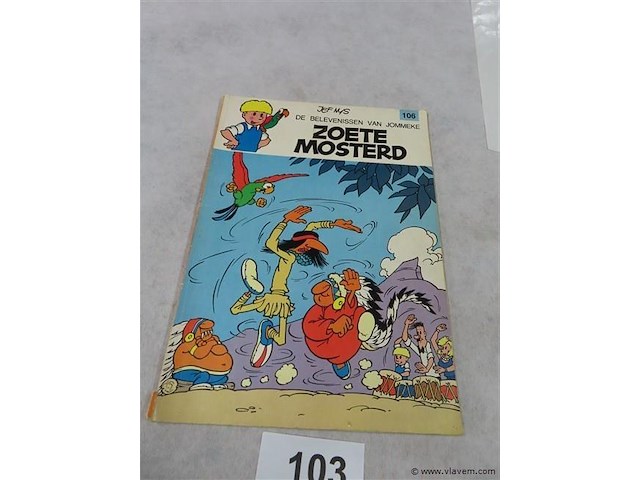 JEF NYS
106
DE BELEVENISSEN VAN JOMMEKE
ZOETE
MOSTERD
103
© www.vlavem.com